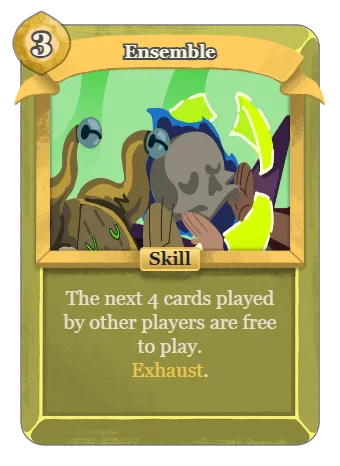 3
Ensemble
Skill
The next 4 cards played
by other players are free
to play.
Exhaust.